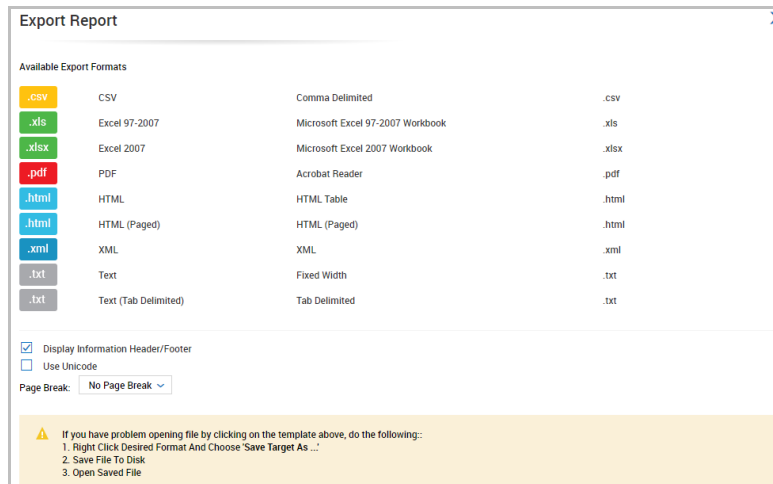 Export Report
Available Export Formats
.csv CSV Comma Delimited .csv
.xls Excel 97-2007 Microsoft Excel 97-2007 Workbook .xls
.xlsx Excel 2007 Microsoft Excel 2007 Workbook .xlsx
.pdf PDF Acrobat Reader .pdf
.html HTML HTML Table .html
.html HTML (Paged) HTML (Paged) .html
.xml XML XML .xml
.txt Text Fixed Width .txt
.txt Text (Tab Delimited) Tab Delimited .txt
Display Information Header/Footer
Use Unicode
Page Break: No Page Break
If you have problem opening file by clicking on the template above, do the following::
1. Right Click Desired Format And Choose 'Save Target As ...'
2. Save File To Disk
3. Open Saved File